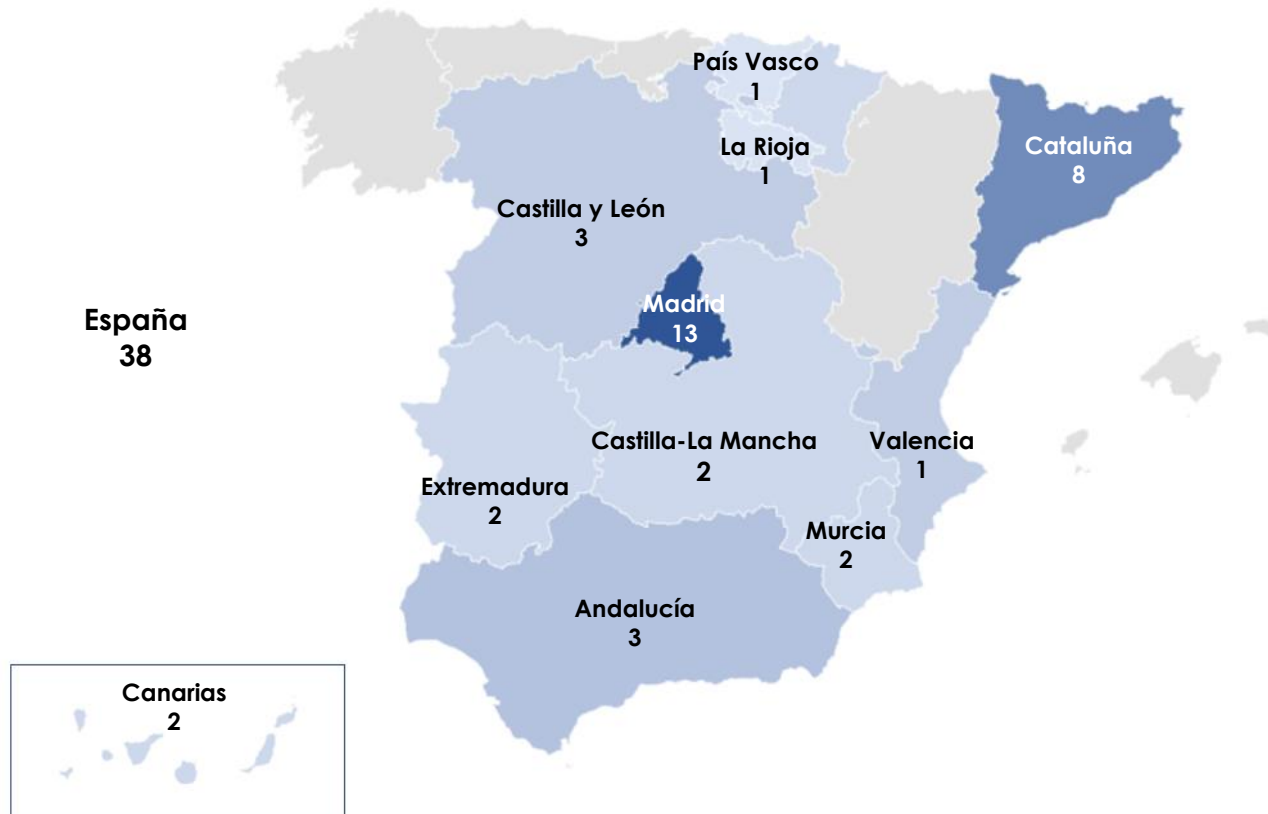 País Vasco
1
La Rioja
1
Cataluña
8
Castilla y León
3
Madrid
13
España
38
Castilla-La Mancha
2
Valencia
1
Extremadura
2
Murcia
2
Andalucía
3
Canarias
2